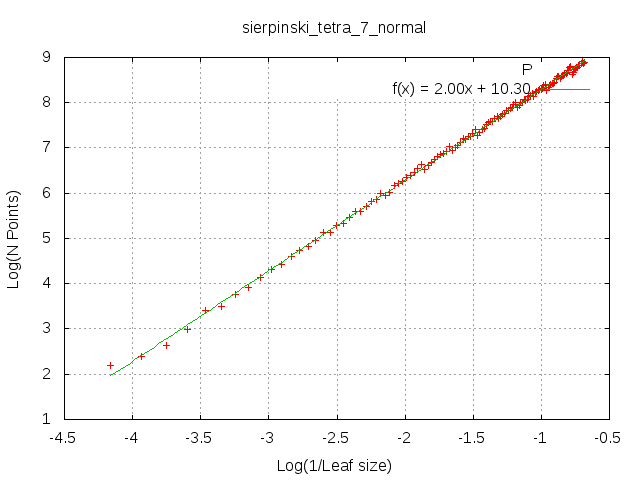 sierpinski_tetra_7_normal
9
8
7
6
5
4
3
2
1
Log(N Points)
P
f(x) = 2.00x + 10.30
-4.5 -4 -3.5 -3 -2.5 -2 -1.5 -1 -0.5
Log(1/Leaf size)